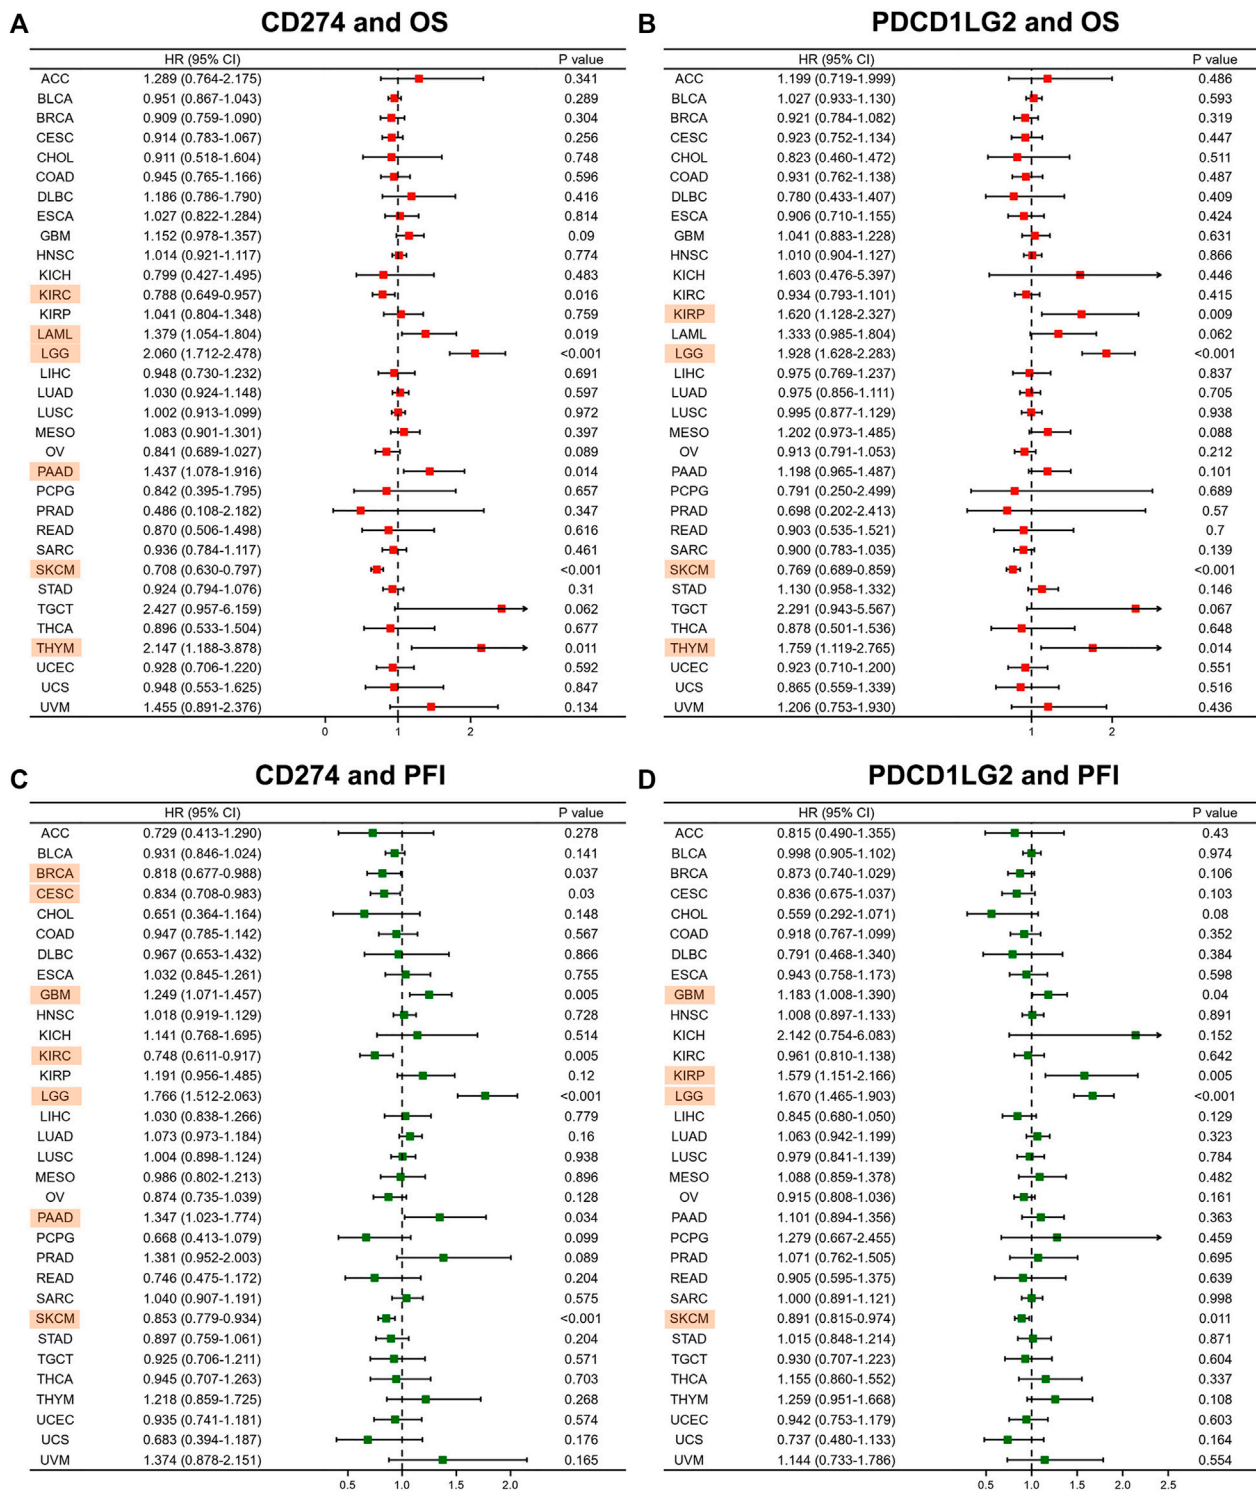 A
CD274 and OS
HR (95% CI) P value
ACC 1.289 (0.764-2.175) 0.341
BLCA 0.951 (0.867-1.043) 0.289
BRCA 0.909 (0.759-1.090) 0.304
CESC 0.914 (0.783-1.067) 0.256
CHOL 0.911 (0.518-1.604) 0.748
COAD 0.945 (0.765-1.166) 0.596
DLBC 1.186 (0.786-1.790) 0.416
ESCA 1.027 (0.822-1.284) 0.814
GBM 1.152 (0.978-1.357) 0.09
HNSC 1.014 (0.921-1.117) 0.774
KICH 0.799 (0.427-1.495) 0.483
KIRC 0.788 (0.649-0.957) 0.016
KIRP 1.041 (0.804-1.348) 0.759
LAML 1.379 (1.054-1.804) 0.019
LGG 2.060 (1.712-2.478) <0.001
LIHC 0.948 (0.730-1.232) 0.691
LUAD 1.030 (0.924-1.148) 0.597
LUSC 1.002 (0.913-1.099) 0.972
MESO 1.083 (0.901-1.301) 0.397
OV 0.841 (0.689-1.027) 0.089
PAAD 1.437 (1.078-1.916) 0.014
PCPG 0.842 (0.395-1.795) 0.657
PRAD 0.486 (0.108-2.182) 0.347
READ 0.870 (0.506-1.498) 0.616
SARC 0.936 (0.784-1.117) 0.461
SKCM 0.708 (0.630-0.797) <0.001
STAD 0.924 (0.794-1.076) 0.31
TGCT 2.427 (0.957-6.159) 0.062
THCA 0.896 (0.533-1.504) 0.677
THYM 2.147 (1.188-3.878) 0.011
UCEC 0.928 (0.706-1.220) 0.592
UCS 0.948 (0.553-1.625) 0.847
UVM 1.455 (0.891-2.376) 0.134
0 1 2
B
PDCD1LG2 and OS
HR (95% CI) P value
ACC 1.199 (0.719-1.999) 0.486
BLCA 1.027 (0.933-1.130) 0.593
BRCA 0.921 (0.784-1.082) 0.319
CESC 0.923 (0.752-1.134) 0.447
CHOL 0.823 (0.460-1.472) 0.511
COAD 0.931 (0.762-1.138) 0.487
DLBC 0.780 (0.433-1.407) 0.409
ESCA 0.906 (0.710-1.155) 0.424
GBM 1.041 (0.883-1.228) 0.631
HNSC 1.010 (0.904-1.127) 0.866
KICH 1.603 (0.476-5.397) 0.446
KIRC 0.934 (0.793-1.101) 0.415
KIRP 1.620 (1.128-2.327) 0.009
LAML 1.333 (0.985-1.804) 0.062
LGG 1.928 (1.628-2.283) <0.001
LIHC 0.975 (0.769-1.237) 0.837
LUAD 0.975 (0.856-1.111) 0.705
LUSC 0.995 (0.877-1.129) 0.938
MESO 1.202 (0.973-1.485) 0.088
OV 0.913 (0.791-1.053) 0.212
PAAD 1.198 (0.965-1.487) 0.101
PCPG 0.791 (0.250-2.499) 0.689
PRAD 0.698 (0.202-2.413) 0.57
READ 0.903 (0.535-1.521) 0.7
SARC 0.900 (0.783-1.035) 0.139
SKCM 0.769 (0.689-0.859) <0.001
STAD 1.130 (0.958-1.332) 0.146
TGCT 2.291 (0.943-5.567) 0.067
THCA 0.878 (0.501-1.536) 0.648
THYM 1.759 (1.119-2.765) 0.014
UCEC 0.923 (0.710-1.200) 0.551
UCS 0.865 (0.559-1.339) 0.516
UVM 1.206 (0.753-1.930) 0.436
1 2
C
CD274 and PFI
HR (95% CI) P value
ACC 0.729 (0.413-1.290) 0.278
BLCA 0.931 (0.846-1.024) 0.141
BRCA 0.818 (0.677-0.988) 0.037
CESC 0.834 (0.708-0.983) 0.03
CHOL 0.651 (0.364-1.164) 0.148
COAD 0.947 (0.785-1.142) 0.567
DLBC 0.967 (0.653-1.432) 0.866
ESCA 1.032 (0.845-1.261) 0.755
GBM 1.249 (1.071-1.457) 0.005
HNSC 1.018 (0.919-1.129) 0.728
KICH 1.141 (0.768-1.695) 0.514
KIRC 0.748 (0.611-0.917) 0.005
KIRP 1.191 (0.956-1.485) 0.12
LGG 1.766 (1.512-2.063) <0.001
LIHC 1.030 (0.838-1.266) 0.779
LUAD 1.073 (0.973-1.184) 0.16
LUSC 1.004 (0.898-1.124) 0.938
MESO 0.986 (0.802-1.213) 0.896
OV 0.874 (0.735-1.039) 0.128
PAAD 1.347 (1.023-1.774) 0.034
PCPG 0.668 (0.413-1.079) 0.099
PRAD 1.381 (0.952-2.003) 0.089
READ 0.746 (0.475-1.172) 0.204
SARC 1.040 (0.907-1.191) 0.575
SKCM 0.853 (0.779-0.934) <0.001
STAD 0.897 (0.759-1.061) 0.204
TGCT 0.925 (0.706-1.211) 0.571
THCA 0.945 (0.707-1.263) 0.703
THYM 1.218 (0.859-1.725) 0.268
UCEC 0.935 (0.741-1.181) 0.574
UCS 0.683 (0.394-1.187) 0.176
UVM 1.374 (0.878-2.151) 0.165
0.5 1.0 1.5 2.0
D
PDCD1LG2 and PFI
HR (95% CI) P value
ACC 0.815 (0.490-1.355) 0.43
BLCA 0.998 (0.905-1.102) 0.974
BRCA 0.873 (0.740-1.029) 0.106
CESC 0.836 (0.675-1.037) 0.103
CHOL 0.559 (0.292-1.071) 0.08
COAD 0.918 (0.767-1.099) 0.352
DLBC 0.791 (0.468-1.340) 0.384
ESCA 0.943 (0.758-1.173) 0.598
GBM 1.183 (1.008-1.390) 0.04
HNSC 1.008 (0.897-1.133) 0.891
KICH 2.142 (0.754-6.083) 0.152
KIRC 0.961 (0.810-1.138) 0.642
KIRP 1.579 (1.151-2.166) 0.005
LGG 1.670 (1.465-1.903) <0.001
LIHC 0.845 (0.680-1.050) 0.129
LUAD 1.063 (0.942-1.199) 0.323
LUSC 0.979 (0.841-1.139) 0.784
MESO 1.088 (0.859-1.378) 0.482
OV 0.915 (0.808-1.036) 0.161
PAAD 1.101 (0.894-1.356) 0.363
PCPG 1.279 (0.667-2.455) 0.459
PRAD 1.071 (0.762-1.505) 0.695
READ 0.905 (0.595-1.375) 0.639
SARC 1.000 (0.891-1.121) 0.998
SKCM 0.891 (0.815-0.974) 0.011
STAD 1.015 (0.848-1.214) 0.871
TGCT 0.930 (0.707-1.223) 0.604
THCA 1.155 (0.860-1.552) 0.337
THYM 1.259 (0.951-1.668) 0.108
UCEC 0.942 (0.753-1.179) 0.603
UCS 0.737 (0.480-1.133) 0.164
UVM 1.144 (0.733-1.786) 0.554
0.5 1.0 1.5 2.0 2.5